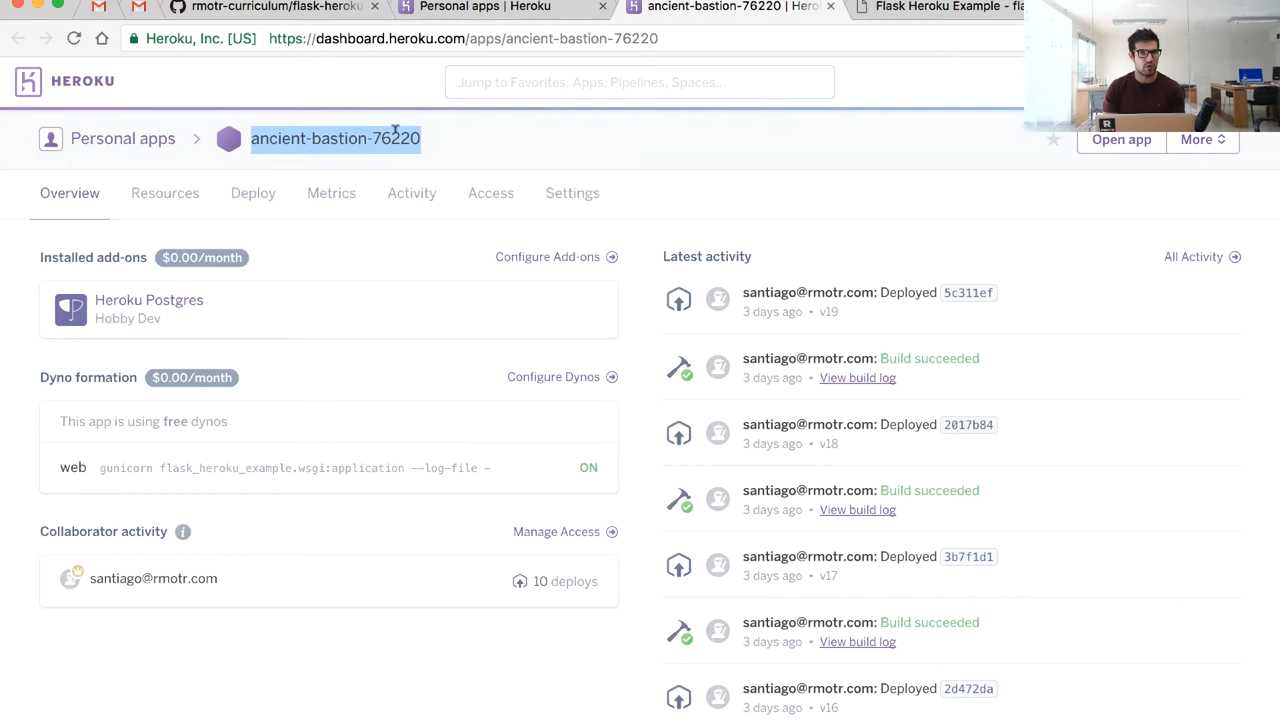 rmotr-curriculum/flask-heroku
Personal apps | Heroku
ancient-bastion-76220 | Hero
Flask Heroku Example - fl
Heroku, Inc. [US] https://dashboard.heroku.com/apps/ancient-bastion-76220
HEROKU
Jump to Favorites, Apps, Pipelines, Spaces...
Personal apps > ancient-bastion-76220
Open app
More
Overview
Resources
Deploy
Metrics
Activity
Access
Settings
Installed add-ons $0.00/month
Configure Add-ons
Heroku Postgres
Hobby Dev
Dyno formation $0.00/month
Configure Dynos
This app is using free dynos
web gunicorn flask_heroku_example.wsgi:application --log-file - ON
Collaborator activity
Manage Access
santiago@rmotr.com
10 deploys
Latest activity
All Activity
santiago@rmotr.com: Deployed 5c311ef
3 days ago • v19
santiago@rmotr.com: Build succeeded
3 days ago • View build log
santiago@rmotr.com: Deployed 2017b84
3 days ago • v18
santiago@rmotr.com: Build succeeded
3 days ago • View build log
santiago@rmotr.com: Deployed 3b7f1d1
3 days ago • v17
santiago@rmotr.com: Build succeeded
3 days ago • View build log
santiago@rmotr.com: Deployed 2d472da
3 days ago • v16